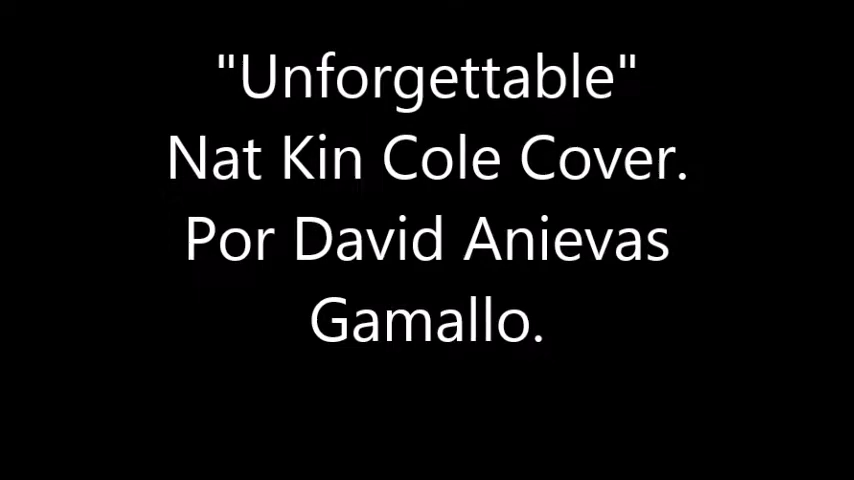 "Unforgettable"
Nat Kin Cole Cover.
Por David Anievas
Gamallo.